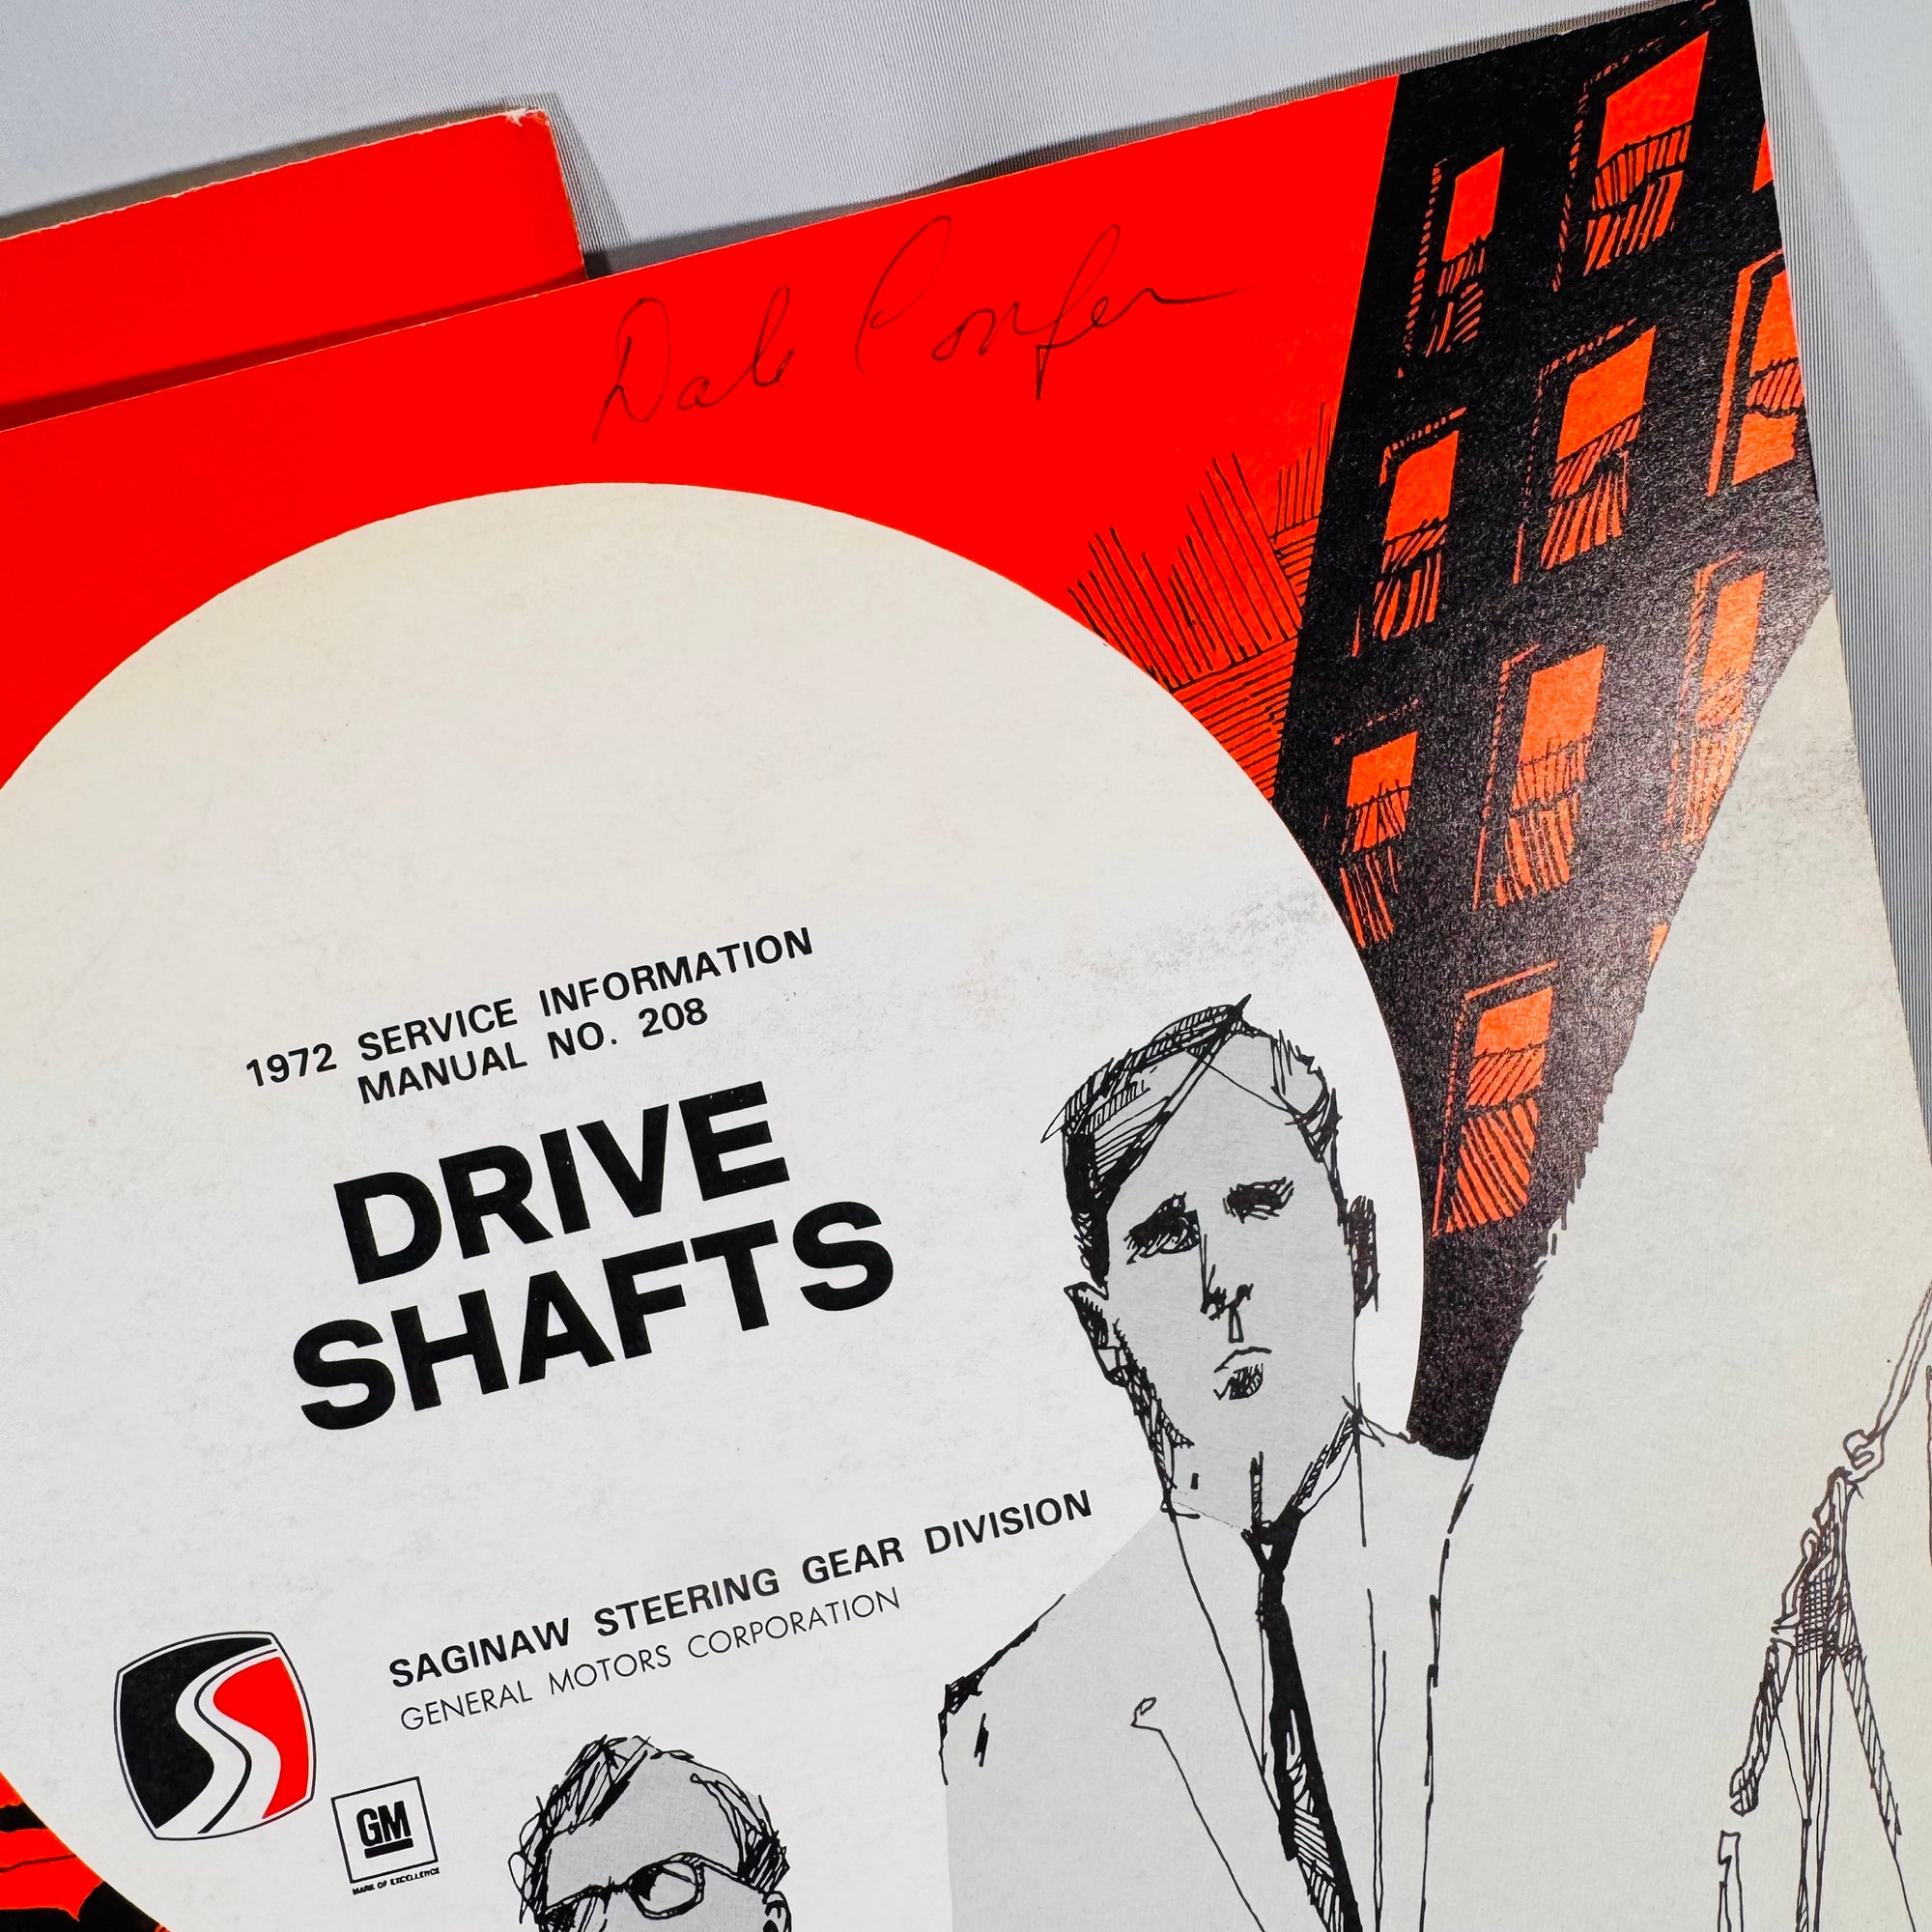 Dale Confer
1972 SERVICE INFORMATION
MANUAL NO. 208
DRIVE
SHAFTS
SAGINAW STEERING GEAR DIVISION
GENERAL MOTORS CORPORATION
GM
MARK OF EXCELLENCE